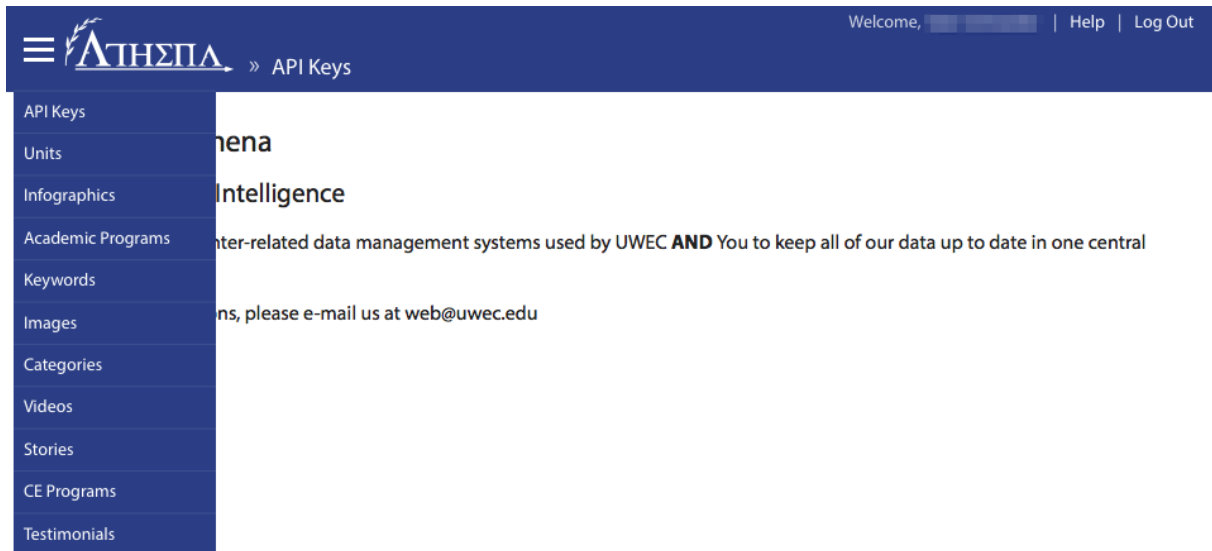 Welcome, | Help | Log Out
ΑΤΗΣΠΑ » API Keys
API Keys
Units
Infographics
Academic Programs
Keywords
Images
Categories
Videos
Stories
CE Programs
Testimonials
hena
Intelligence
nter-related data management systems used by UWEC AND You to keep all of our data up to date in one central
ns, please e-mail us at web@uwec.edu